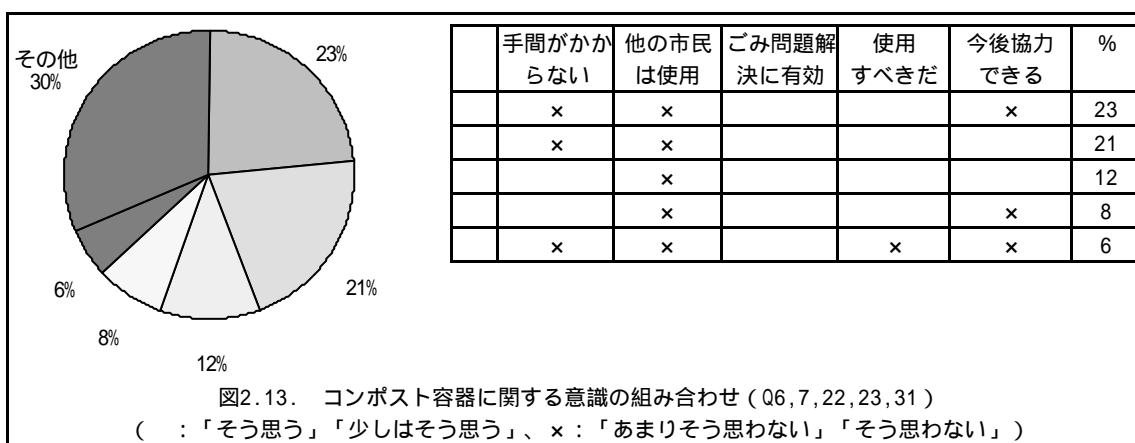 その他
30%
23%
21%
12%
8%
6%
手間がかか 他の市民 ごみ問題解 使用 今後協力 %
らない は使用 決に有効 すべきだ できる
× × × 23
× × 21
× 12
× × 8
× × × × 6
図2.13. コンポスト容器に関する意識の組み合わせ(Q6,7,22,23,31)
( :「そう思う」「少しはそう思う」、×:「あまりそう思わない」「そう思わない」)